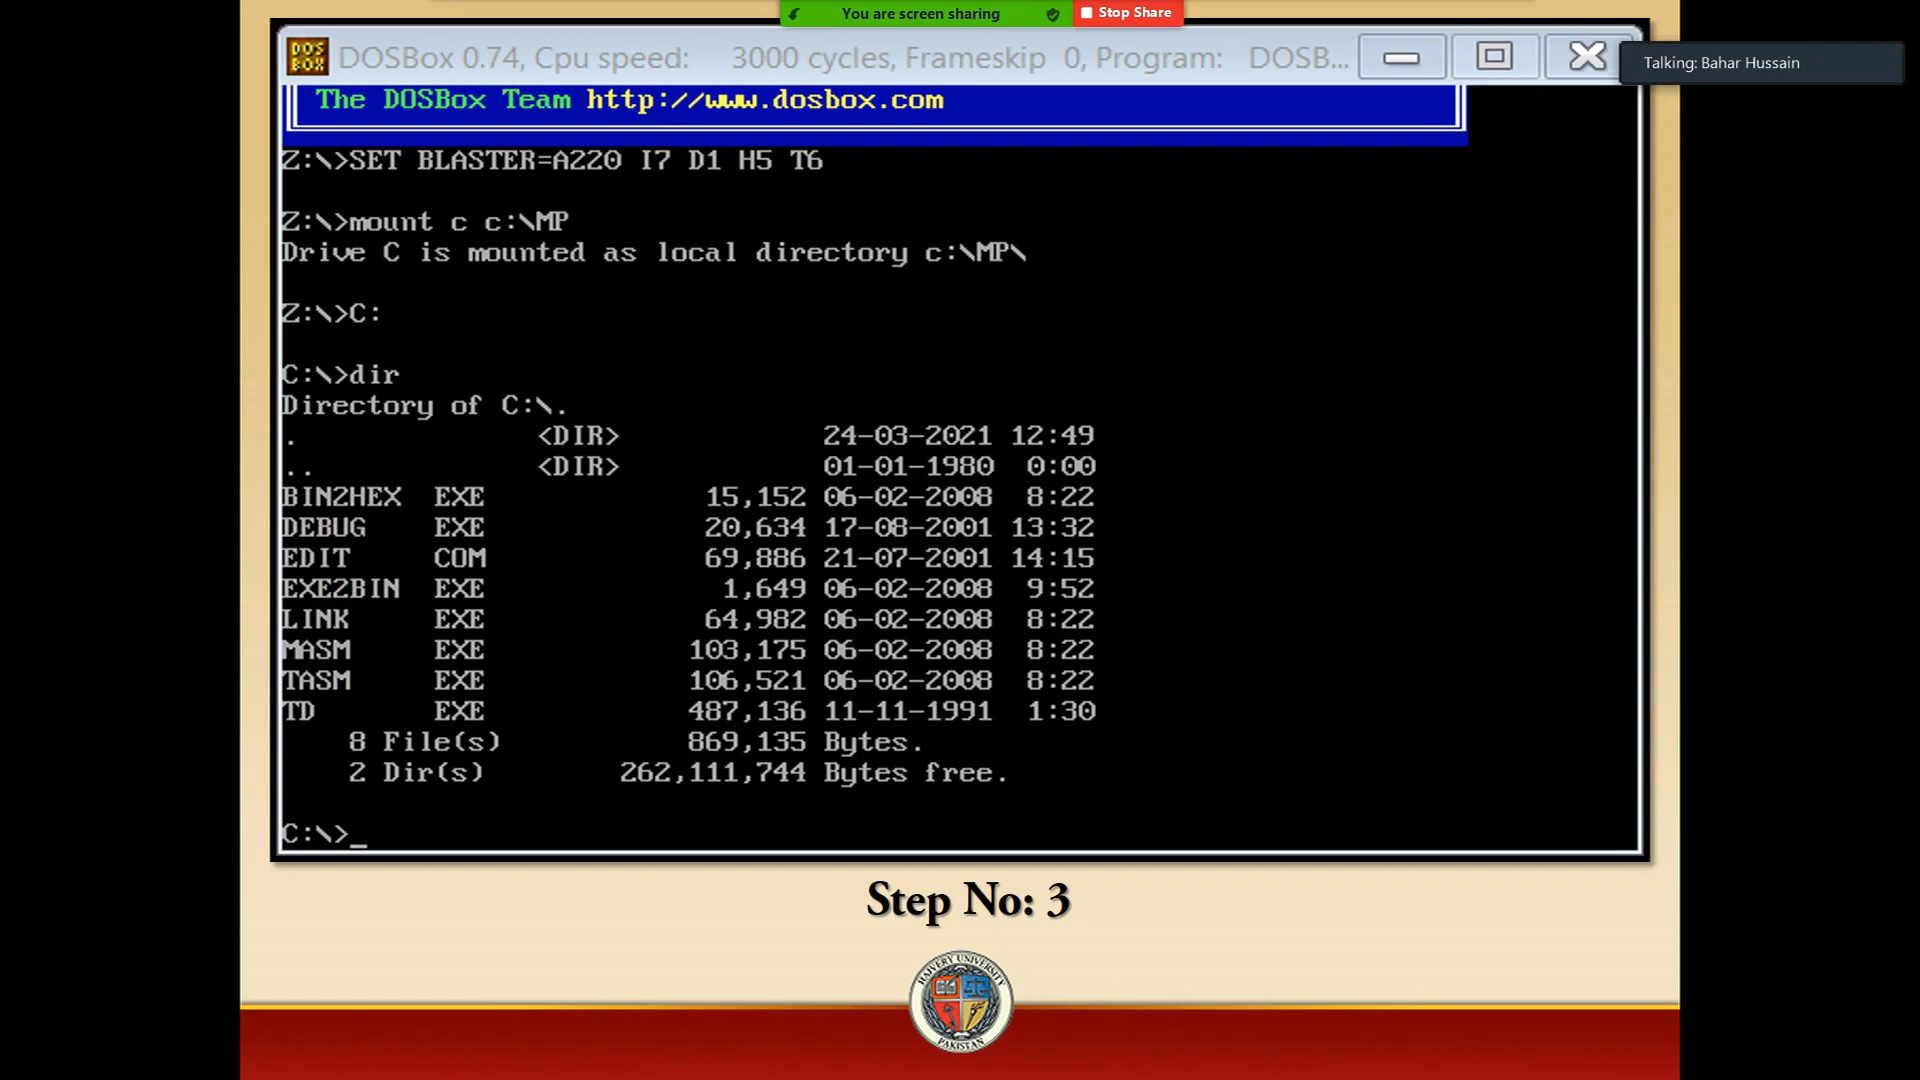 You are screen sharing
Stop Share
DOS
BOX
DOSBox 0.74, Cpu speed: 3000 cycles, Frameskip 0, Program: DOSB...
Talking: Bahar Hussain
The DOSBox Team http://www.dosbox.com
Z:\>SET BLASTER=A220 I7 D1 H5 T6
Z:\>mount c c:\MP
Drive C is mounted as local directory c:\MP\
Z:\>C:
C:\>dir
Directory of C:\.
. <DIR> 24-03-2021 12:49
.. <DIR> 01-01-1980 0:00
BIN2HEX EXE 15,152 06-02-2008 8:22
DEBUG EXE 20,634 17-08-2001 13:32
EDIT COM 69,886 21-07-2001 14:15
EXE2BIN EXE 1,649 06-02-2008 9:52
LINK EXE 64,982 06-02-2008 8:22
MASM EXE 103,175 06-02-2008 8:22
TASM EXE 106,521 06-02-2008 8:22
TD EXE 487,136 11-11-1991 1:30
8 File(s) 869,135 Bytes.
2 Dir(s) 262,111,744 Bytes free.
C:\>_
Step No: 3
HAIVERY UNIVERSITY
PAKISTAN